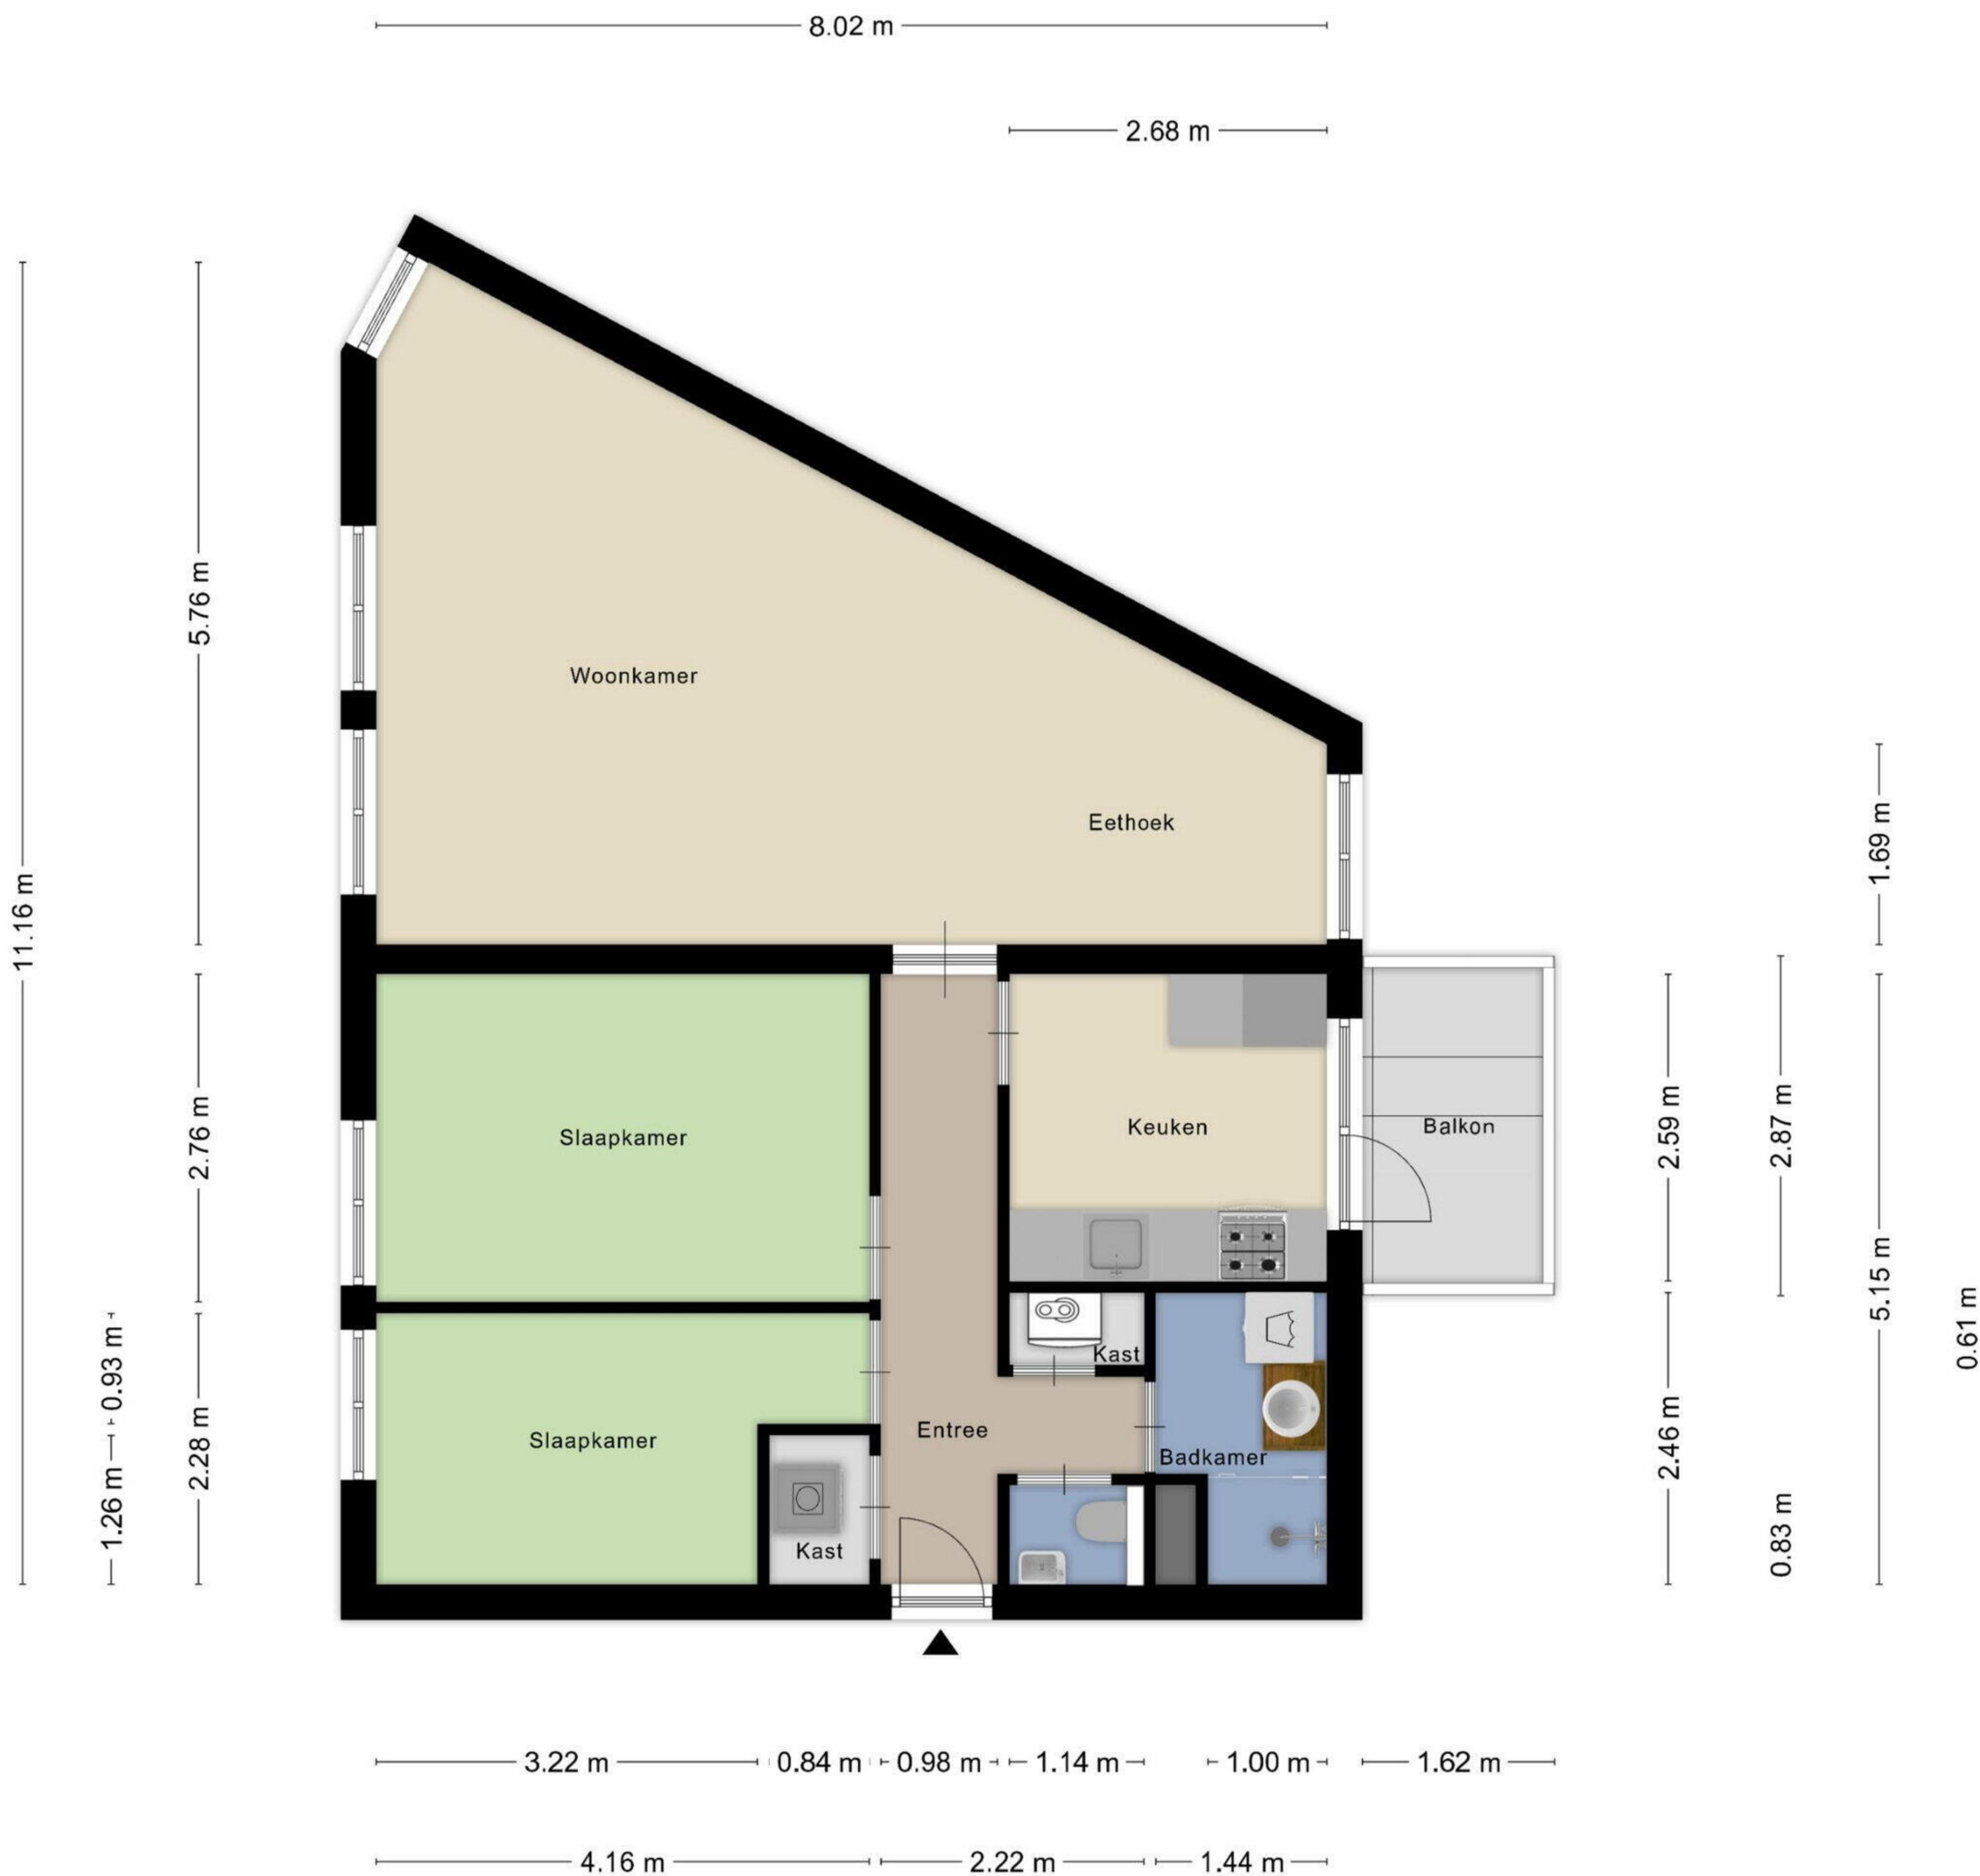 8.02 m
2.68 m
5.76 m
Woonkamer
Eethoek
1.69 m
11.16 m
2.76 m
Slaapkamer
Keuken
Balkon
2.59 m
2.87 m
5.15 m
0.61 m
0.93 m
1.26 m
2.28 m
Kast
Entree
Slaapkamer
Badkamer
2.46 m
0.83 m
Kast
3.22 m
0.84 m
0.98 m
1.14 m
1.00 m
1.62 m
4.16 m
2.22 m
1.44 m